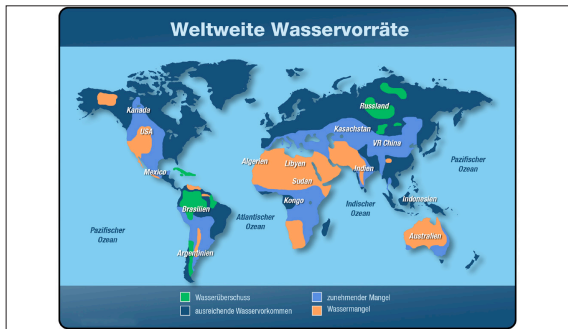 Weltweite Wasservorräte
Kanada
USA
Mexico
Brasilien
Argentinien
Algerien
Libyen
Sudan
Kongo
Russland
Kasachstan
VR China
Indien
Indonesien
Australien
Pazifischer
Ozean
Atlantischer
Ozean
Indischer
Ozean
Pazifischer
Ozean
Wasserüberschuss
ausreichende Wasservorkommen
zunehmender Mangel
Wassermangel